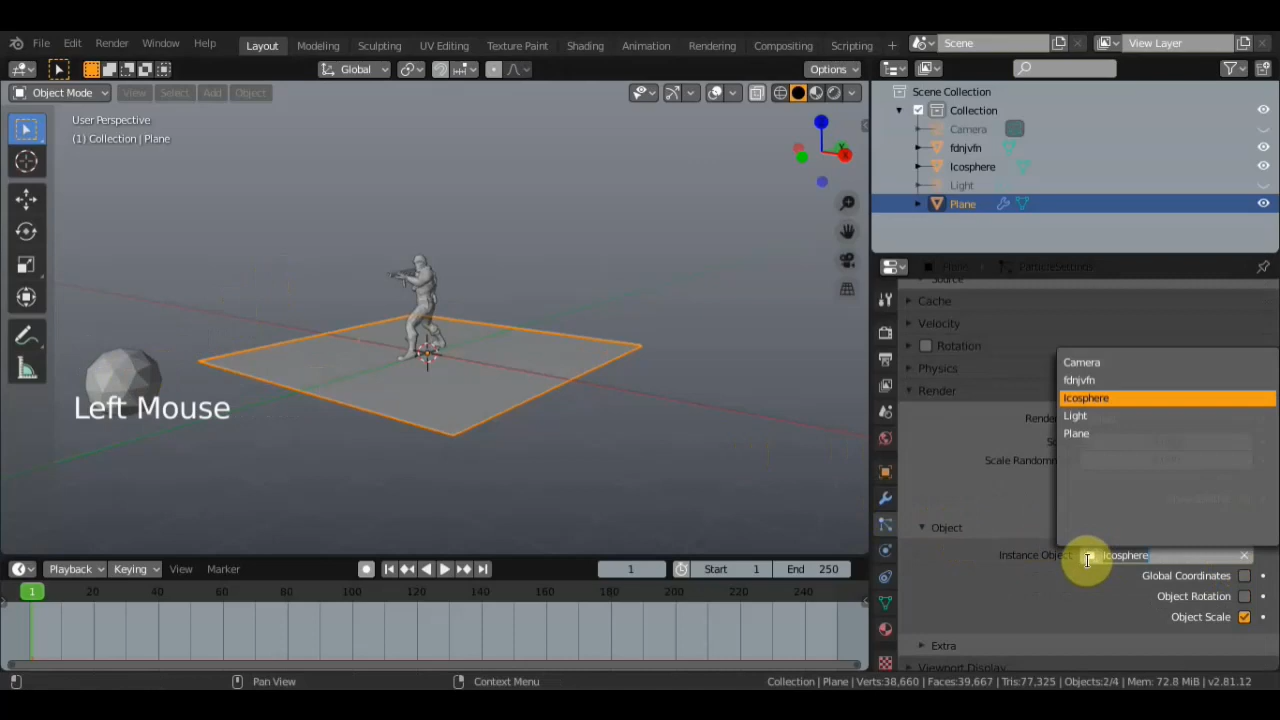 File Edit Render Window Help Layout Modeling Sculpting UV Editing Texture Paint Shading Animation Rendering Compositing Scripting + Scene View Layer
Global Options
Object Mode View Select Add Object
User Perspective
(1) Collection | Plane
Scene Collection
Collection
Camera
fdnjvfn
Icosphere
Light
Plane
Cache
Velocity
Rotation
Physics
Render
Camera
fdnjvfn
Icosphere
Light
Plane
Scale Randomn
Object
Instance Object Icosphere
Global Coordinates
Object Rotation
Object Scale
Extra
Viewport Display
X
Y
Left Mouse
Playback Keying View Marker 1 Start 1 End 250
1 20 40 60 80 100 120 140 160 180 200 220 240
Pan View Context Menu Collection | Plane | Verts:38,660 | Faces:39,667 | Tris:77,325 | Objects:2/4 | Mem: 72.8 MiB | v2.81.12